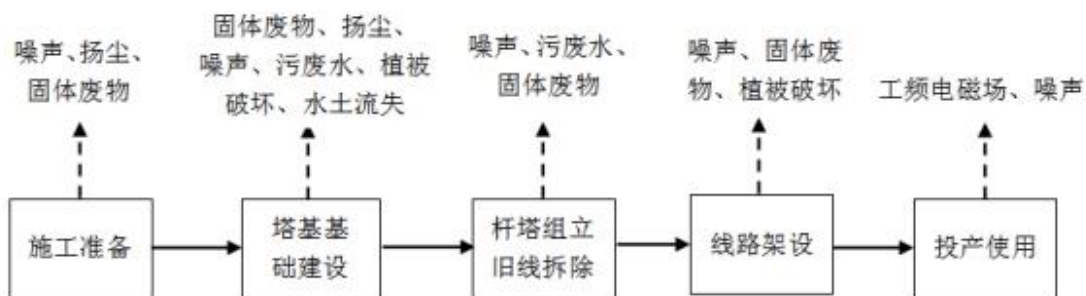 噪声、扬尘、
固体废物
固体废物、扬尘、
噪声、污废水、植被
破坏、水土流失
噪声、污废水、
固体废物
噪声、固体废
物、植被破坏
工频电磁场、噪声
施工准备
塔基基
础建设
杆塔组立
旧线拆除
线路架设
投产使用